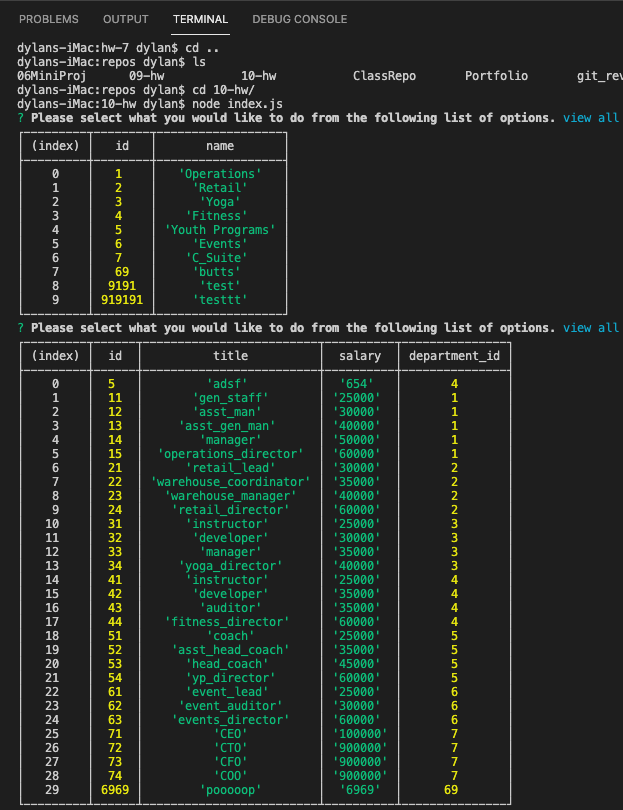 PROBLEMS OUTPUT TERMINAL DEBUG CONSOLE
dylans-iMac:hw-7 dylan$ cd ..
dylans-iMac:repos dylan$ ls
06MiniProj 09-hw 10-hw ClassRepo Portfolio git_rev
dylans-iMac:repos dylan$ cd 10-hw/
dylans-iMac:10-hw dylan$ node index.js
? Please select what you would like to do from the following list of options. view all
(index) id name
0 1 'Operations'
1 2 'Retail'
2 3 'Yoga'
3 4 'Fitness'
4 5 'Youth Programs'
5 6 'Events'
6 7 'C_Suite'
7 69 'butts'
8 9191 'test'
9 919191 'testtt'
? Please select what you would like to do from the following list of options. view all
(index) id title salary department_id
0 5 'adsf' '654' 4
1 11 'gen_staff' '25000' 1
2 12 'asst_man' '30000' 1
3 13 'asst_gen_man' '40000' 1
4 14 'manager' '50000' 1
5 15 'operations_director' '60000' 1
6 21 'retail_lead' '30000' 2
7 22 'warehouse_coordinator' '35000' 2
8 23 'warehouse_manager' '40000' 2
9 24 'retail_director' '60000' 2
10 31 'instructor' '25000' 3
11 32 'developer' '30000' 3
12 33 'manager' '35000' 3
13 34 'yoga_director' '40000' 3
14 41 'instructor' '25000' 4
15 42 'developer' '35000' 4
16 43 'auditor' '35000' 4
17 44 'fitness_director' '60000' 4
18 51 'coach' '25000' 5
19 52 'asst_head_coach' '35000' 5
20 53 'head_coach' '45000' 5
21 54 'yp_director' '60000' 5
22 61 'event_lead' '25000' 6
23 62 'event_auditor' '30000' 6
24 63 'events_director' '60000' 6
25 71 'CEO' '100000' 7
26 72 'CTO' '900000' 7
27 73 'CFO' '900000' 7
28 74 'COO' '900000' 7
29 6969 'pooooop' '6969' 69